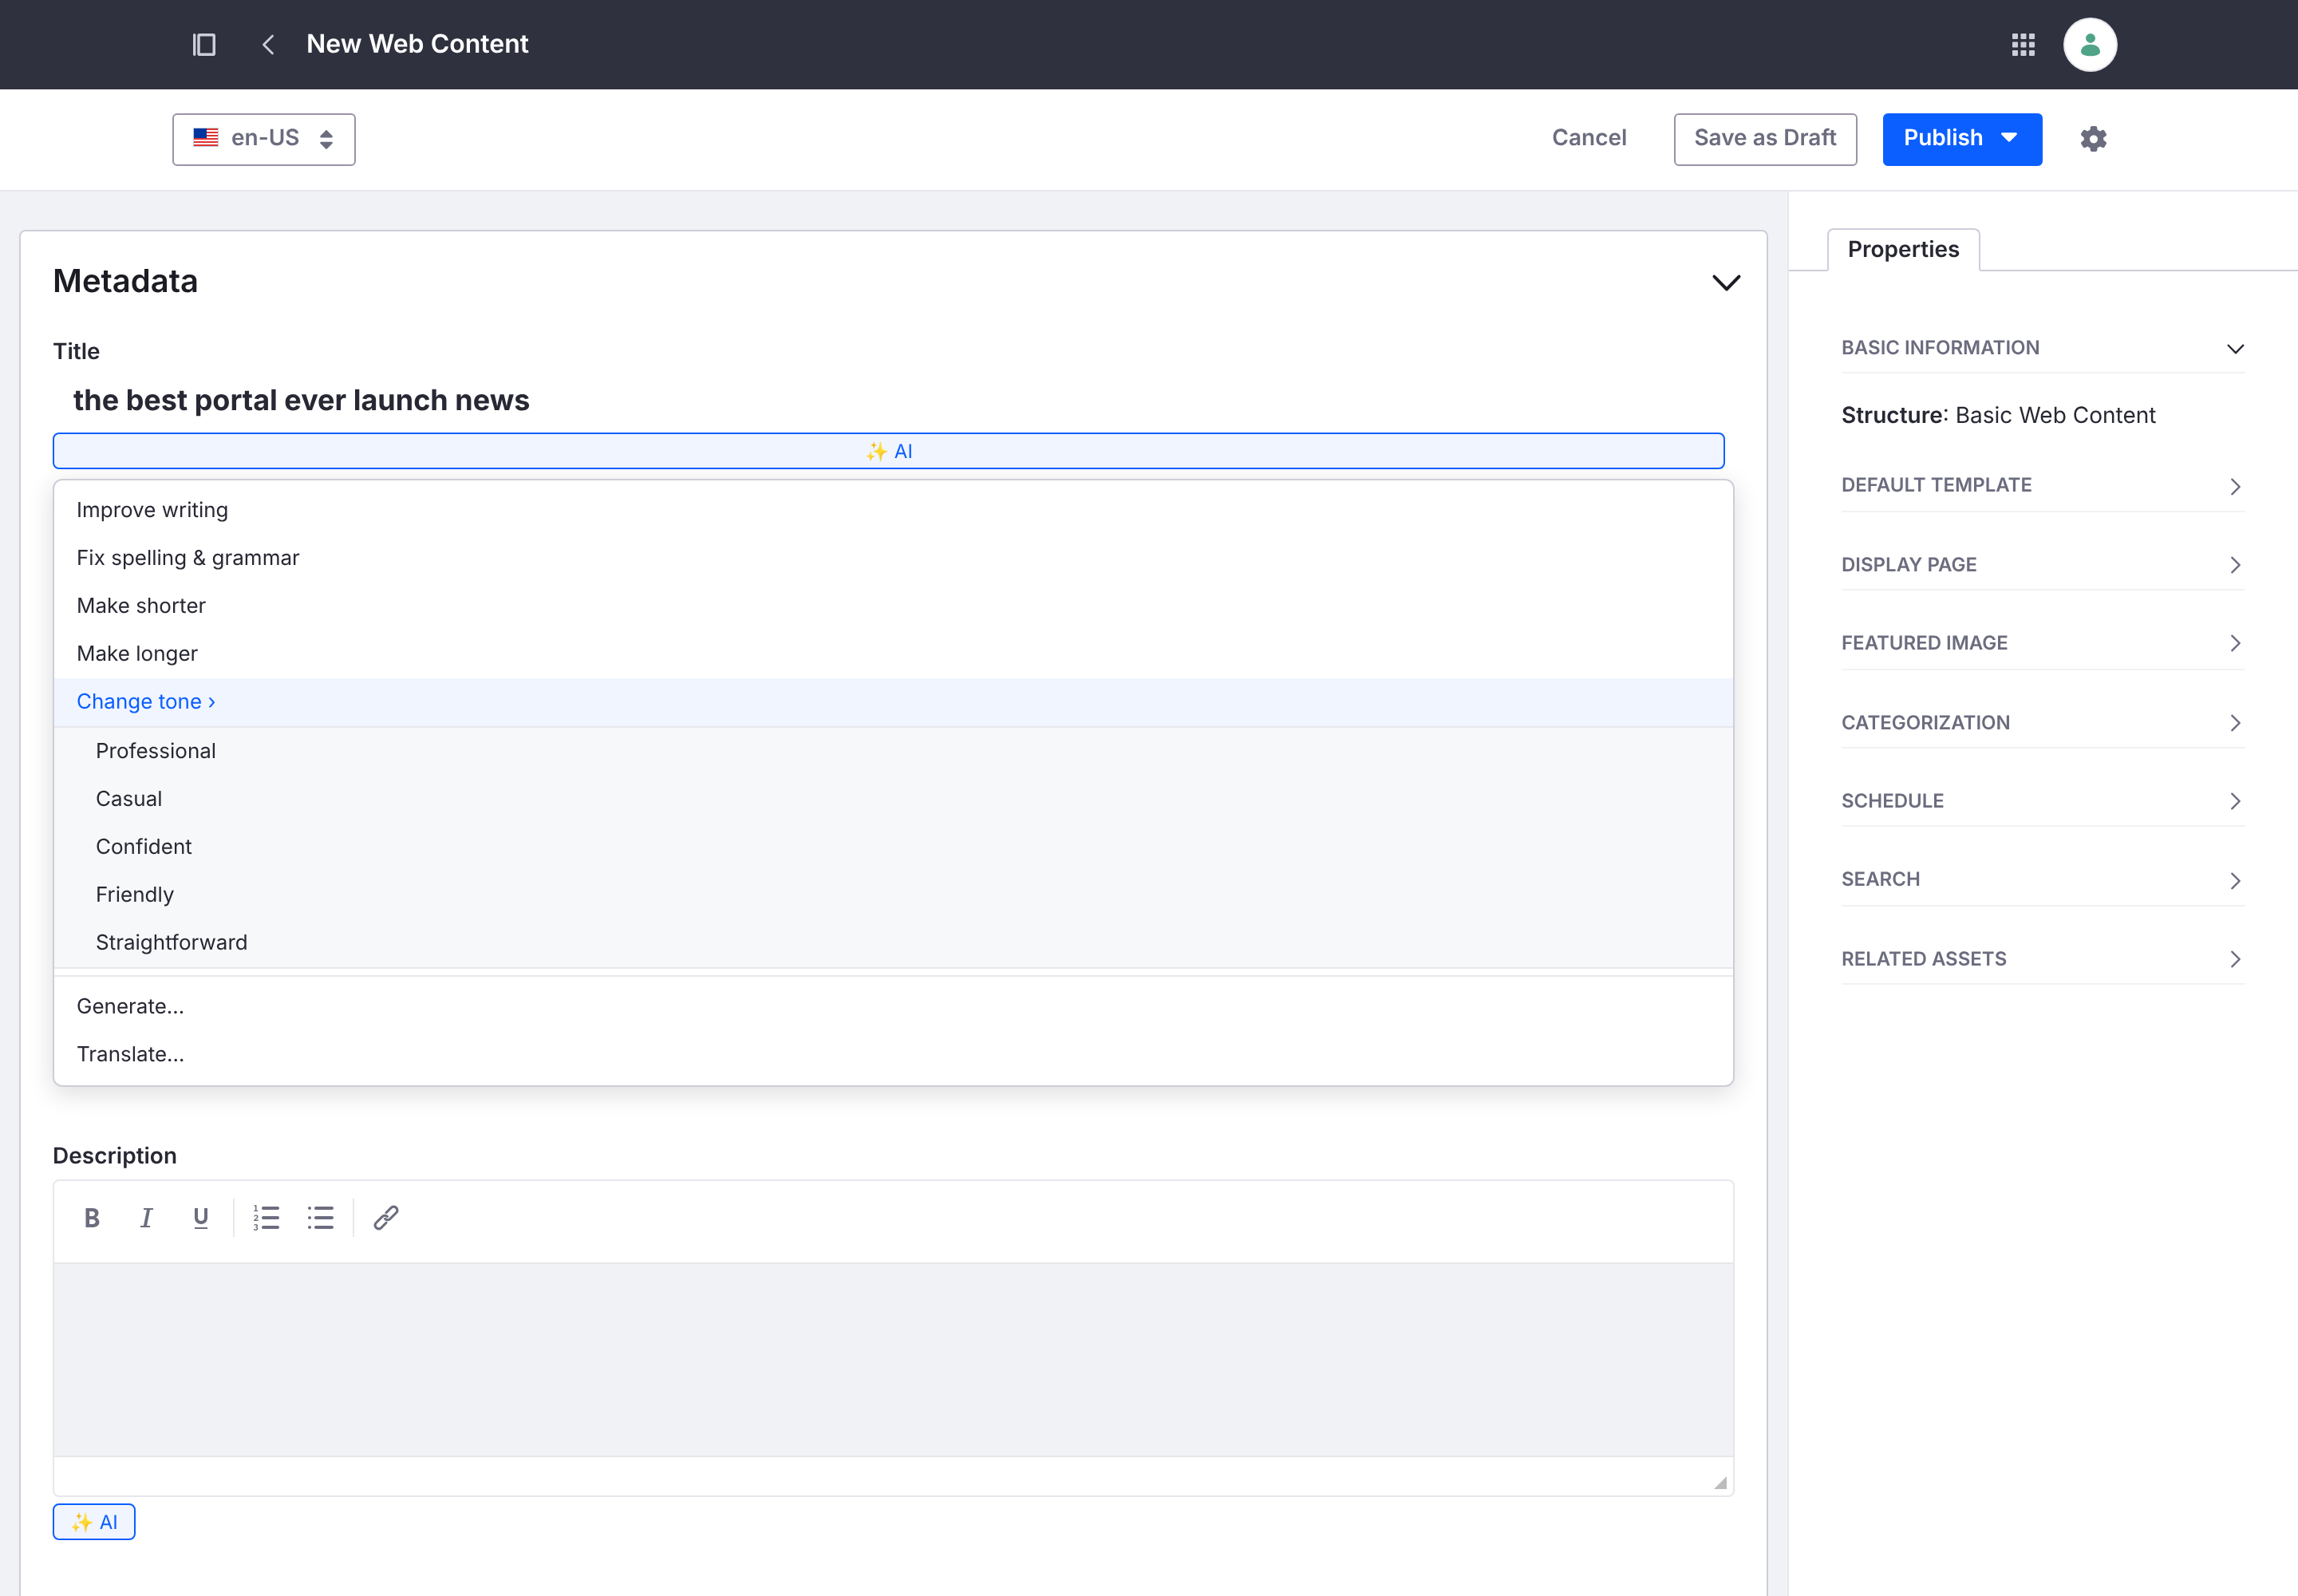 New Web Content
en-US
Cancel
Save as Draft
Publish
Metadata
Title
the best portal ever launch news
✨ AI
Improve writing
Fix spelling & grammar
Make shorter
Make longer
Change tone ›
Professional
Casual
Confident
Friendly
Straightforward
Generate...
Translate...
Description
B I U
✨ AI
Properties
BASIC INFORMATION
Structure: Basic Web Content
DEFAULT TEMPLATE
DISPLAY PAGE
FEATURED IMAGE
CATEGORIZATION
SCHEDULE
SEARCH
RELATED ASSETS